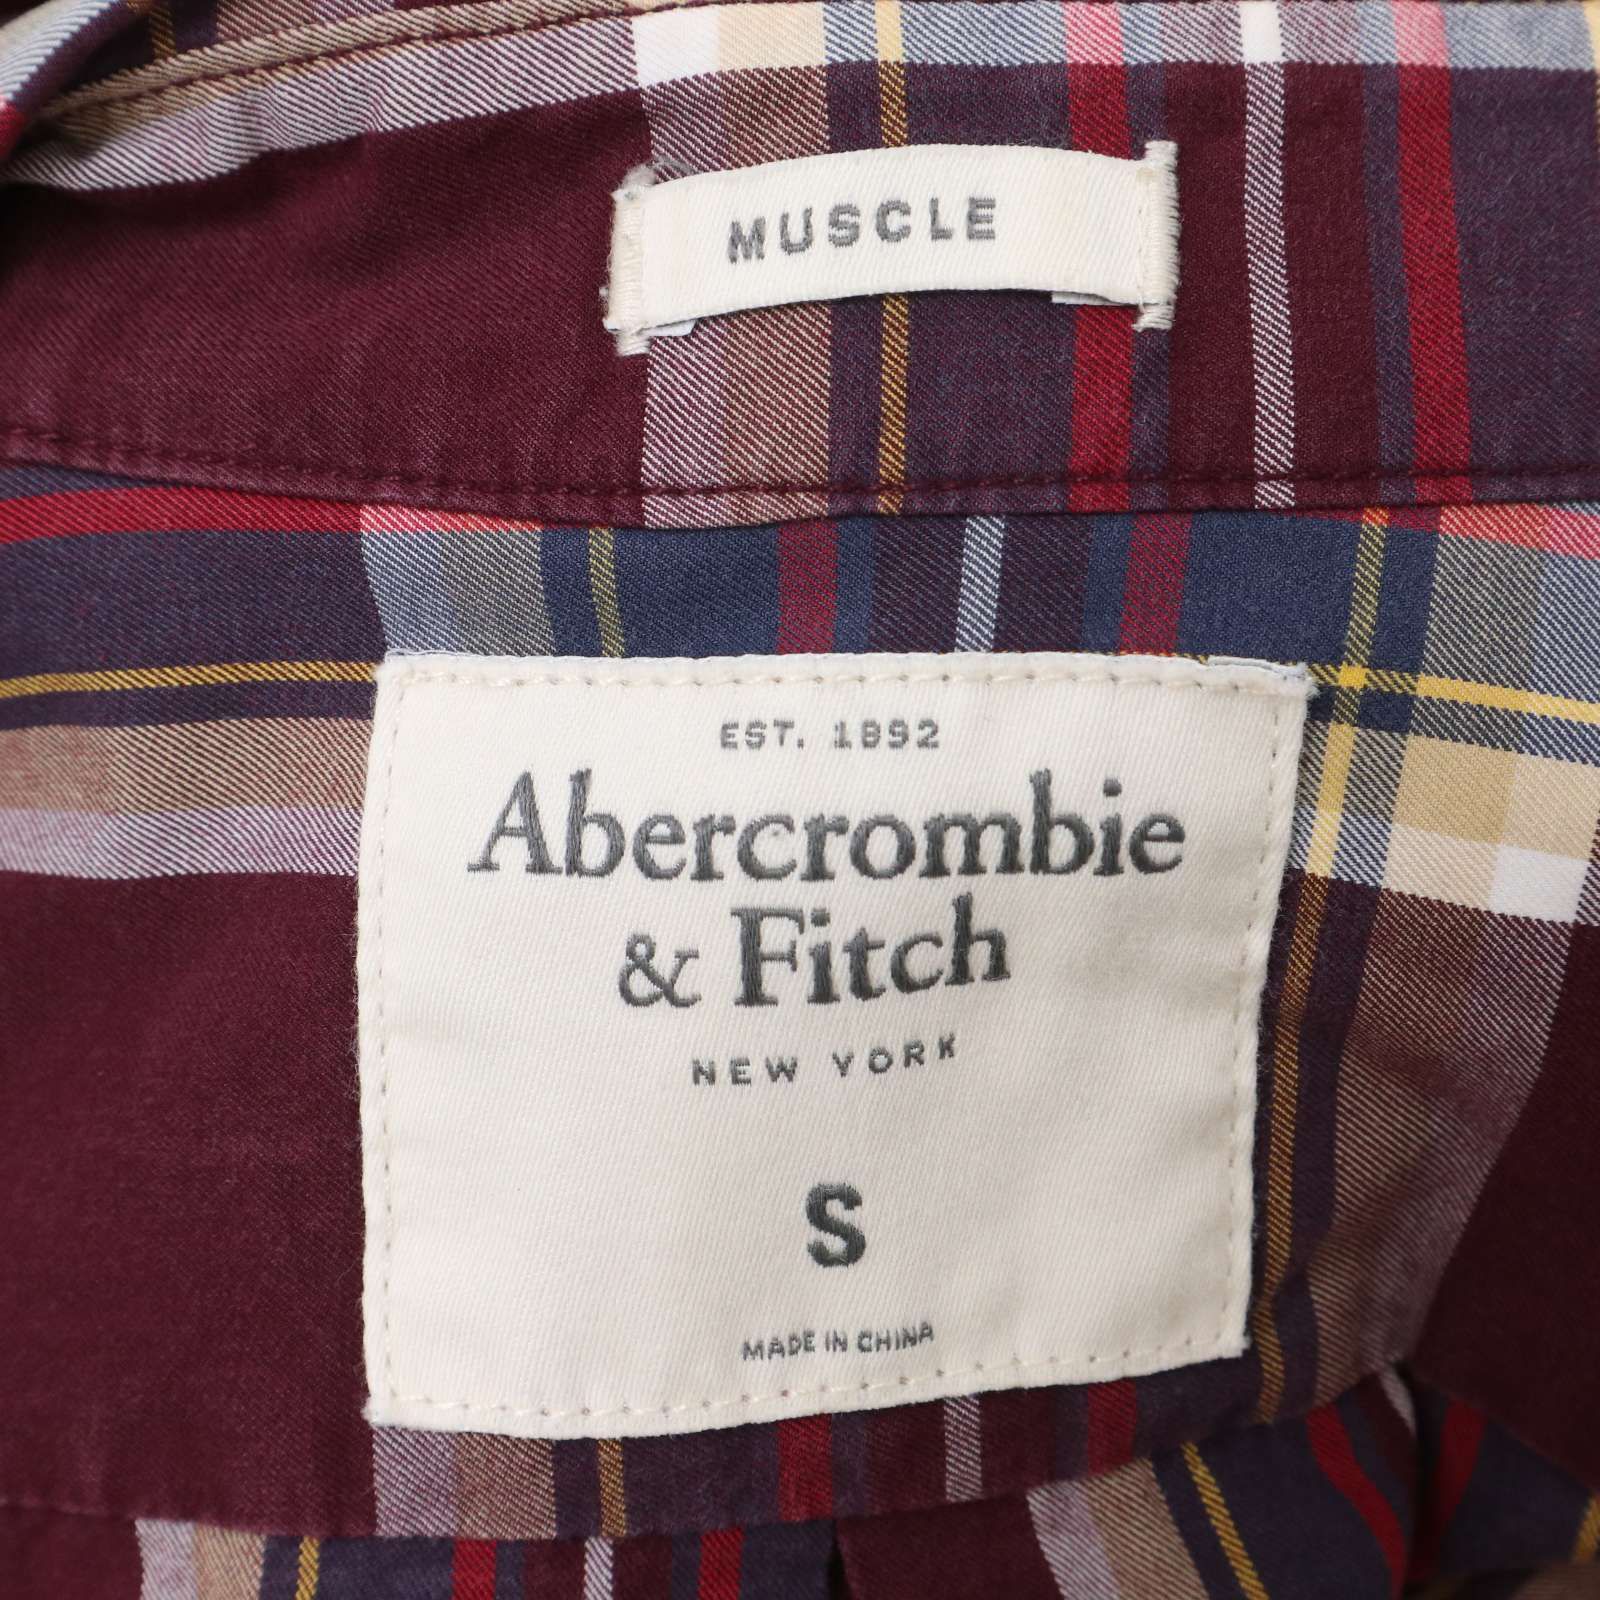 MUSCLE
EST. 1892
Abercrombie
& Fitch
NEW YORK
S
MADE IN CHINA